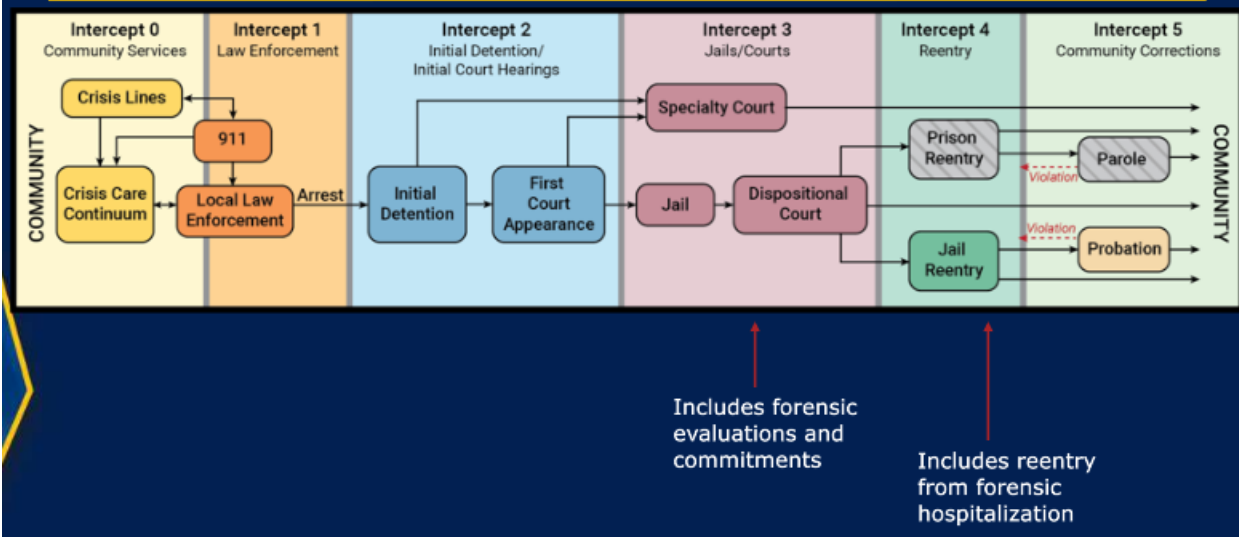 Intercept 0
Community Services
Intercept 1
Law Enforcement
Intercept 2
Initial Detention/
Initial Court Hearings
Intercept 3
Jails/Courts
Intercept 4
Reentry
Intercept 5
Community Corrections
COMMUNITY
Crisis Lines
911
Crisis Care
Continuum
Local Law
Enforcement
Arrest
Initial
Detention
First
Court
Appearance
Specialty Court
Jail
Dispositional
Court
Prison
Reentry
Jail
Reentry
Violation
Parole
Violation
Probation
COMMUNITY
Includes forensic
evaluations and
commitments
Includes reentry
from forensic
hospitalization